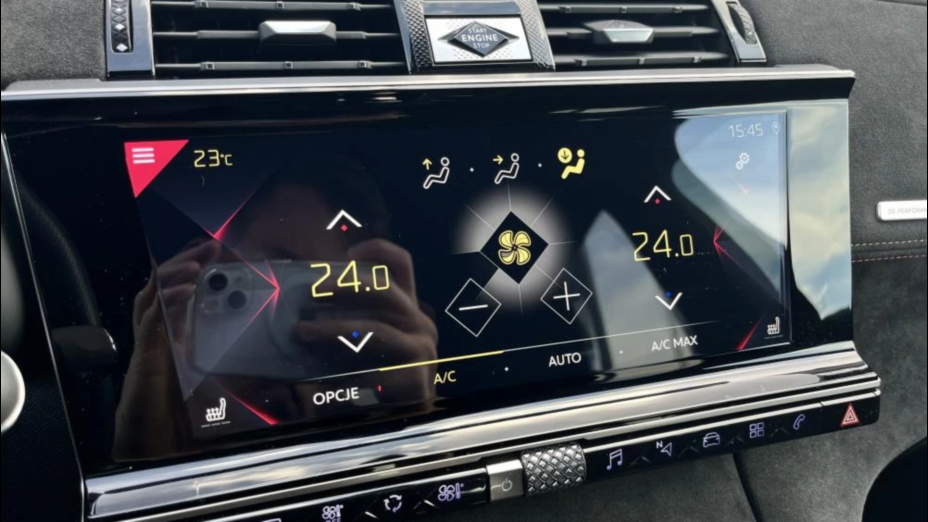 START
ENGINE
STOP
15:45
23°C
24.0
24.0
OPCJE
A/C
AUTO
A/C MAX
N